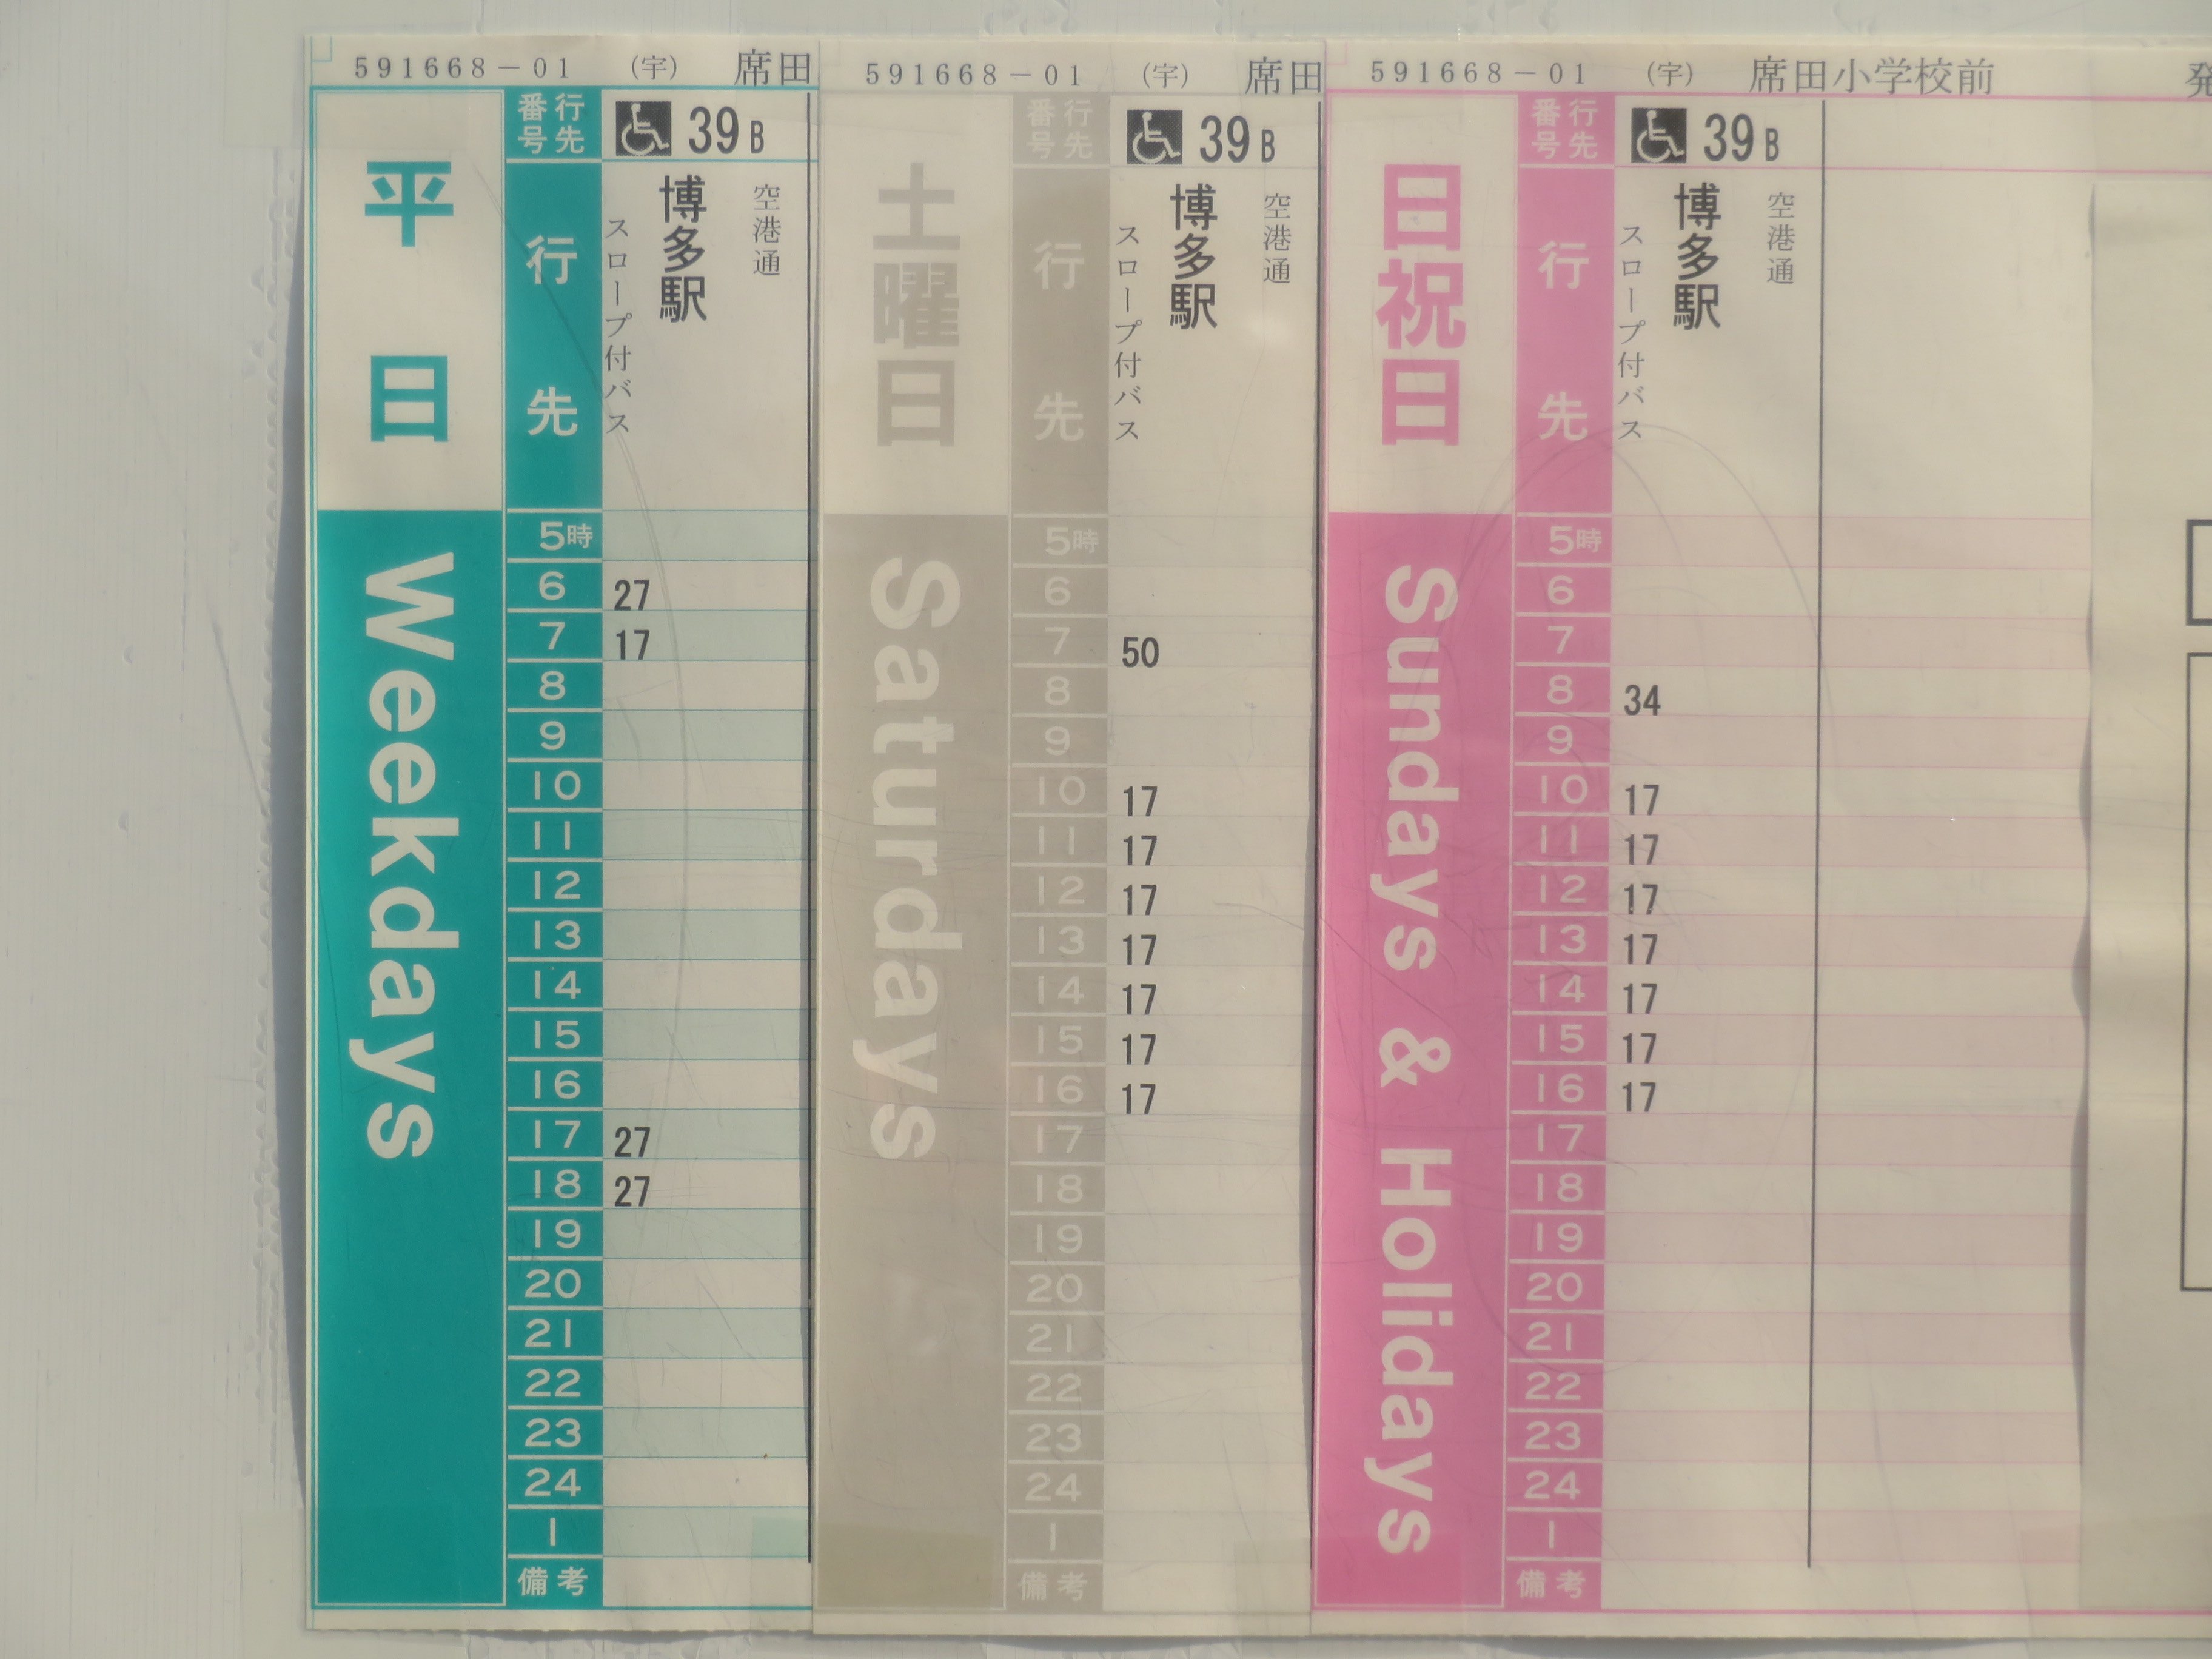 591668－01 (宇) 席田
平日
Weekdays
行先番号
39B
行先
空港通
博多駅
スロープ付バス
5時
6 27
7 17
8
9
10
11
12
13
14
15
16
17 27
18 27
19
20
21
22
23
24
1
備考
591668－01 (宇) 席田
土曜日
Saturdays
行先番号
39B
行先
空港通
博多駅
スロープ付バス
5時
6
7 50
8
9
10 17
11 17
12 17
13 17
14 17
15 17
16 17
17
18
19
20
21
22
23
24
1
備考
591668－01 (宇) 席田小学校前
日祝日
Sundays & Holidays
行先番号
39B
行先
空港通
博多駅
スロープ付バス
5時
6
7
8 34
9
10 17
11 17
12 17
13 17
14 17
15 17
16 17
17
18
19
20
21
22
23
24
1
備考